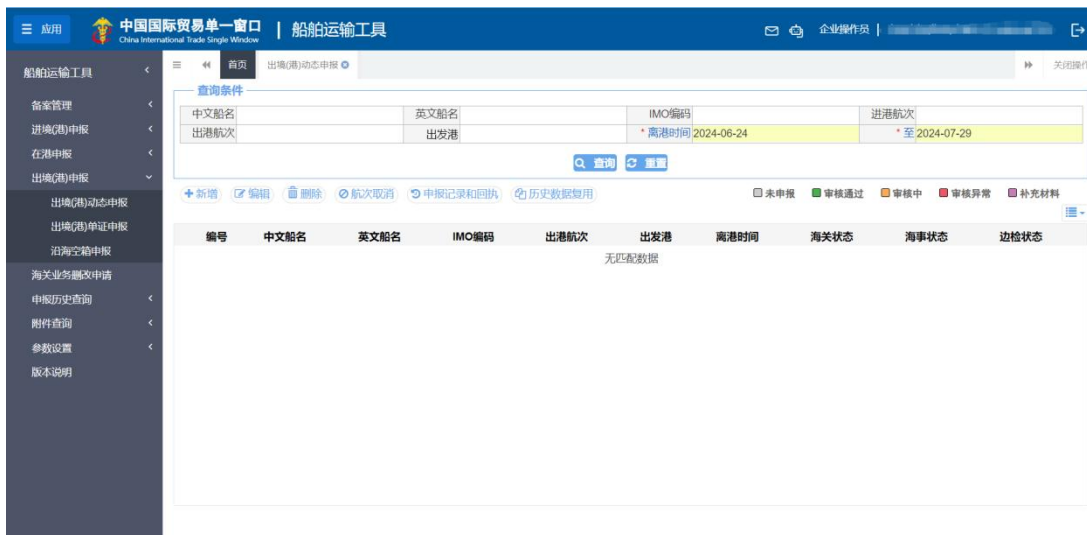 应用 中国国际贸易单一窗口 | 船舶运输工具 企业操作员 |
China International Trade Single Window
船舶运输工具
备案管理
进境(港)申报
在港申报
出境(港)申报
出境(港)动态申报
出境(港)单证申报
沿海空箱申报
海关业务删改申请
申报历史查询
附件查询
参数设置
版本说明
首页 出境(港)动态申报 关闭操作
查询条件
中文船名 英文船名 IMO编码 进港航次
出港航次 出发港 * 离港时间 2024-06-24 * 至 2024-07-29
查询 重置
新增 编辑 删除 航次取消 申报记录和回执 历史数据复用 未申报 审核通过 审核中 审核异常 补充材料
编号 中文船名 英文船名 IMO编码 出港航次 出发港 离港时间 海关状态 海事状态 边检状态
无匹配数据